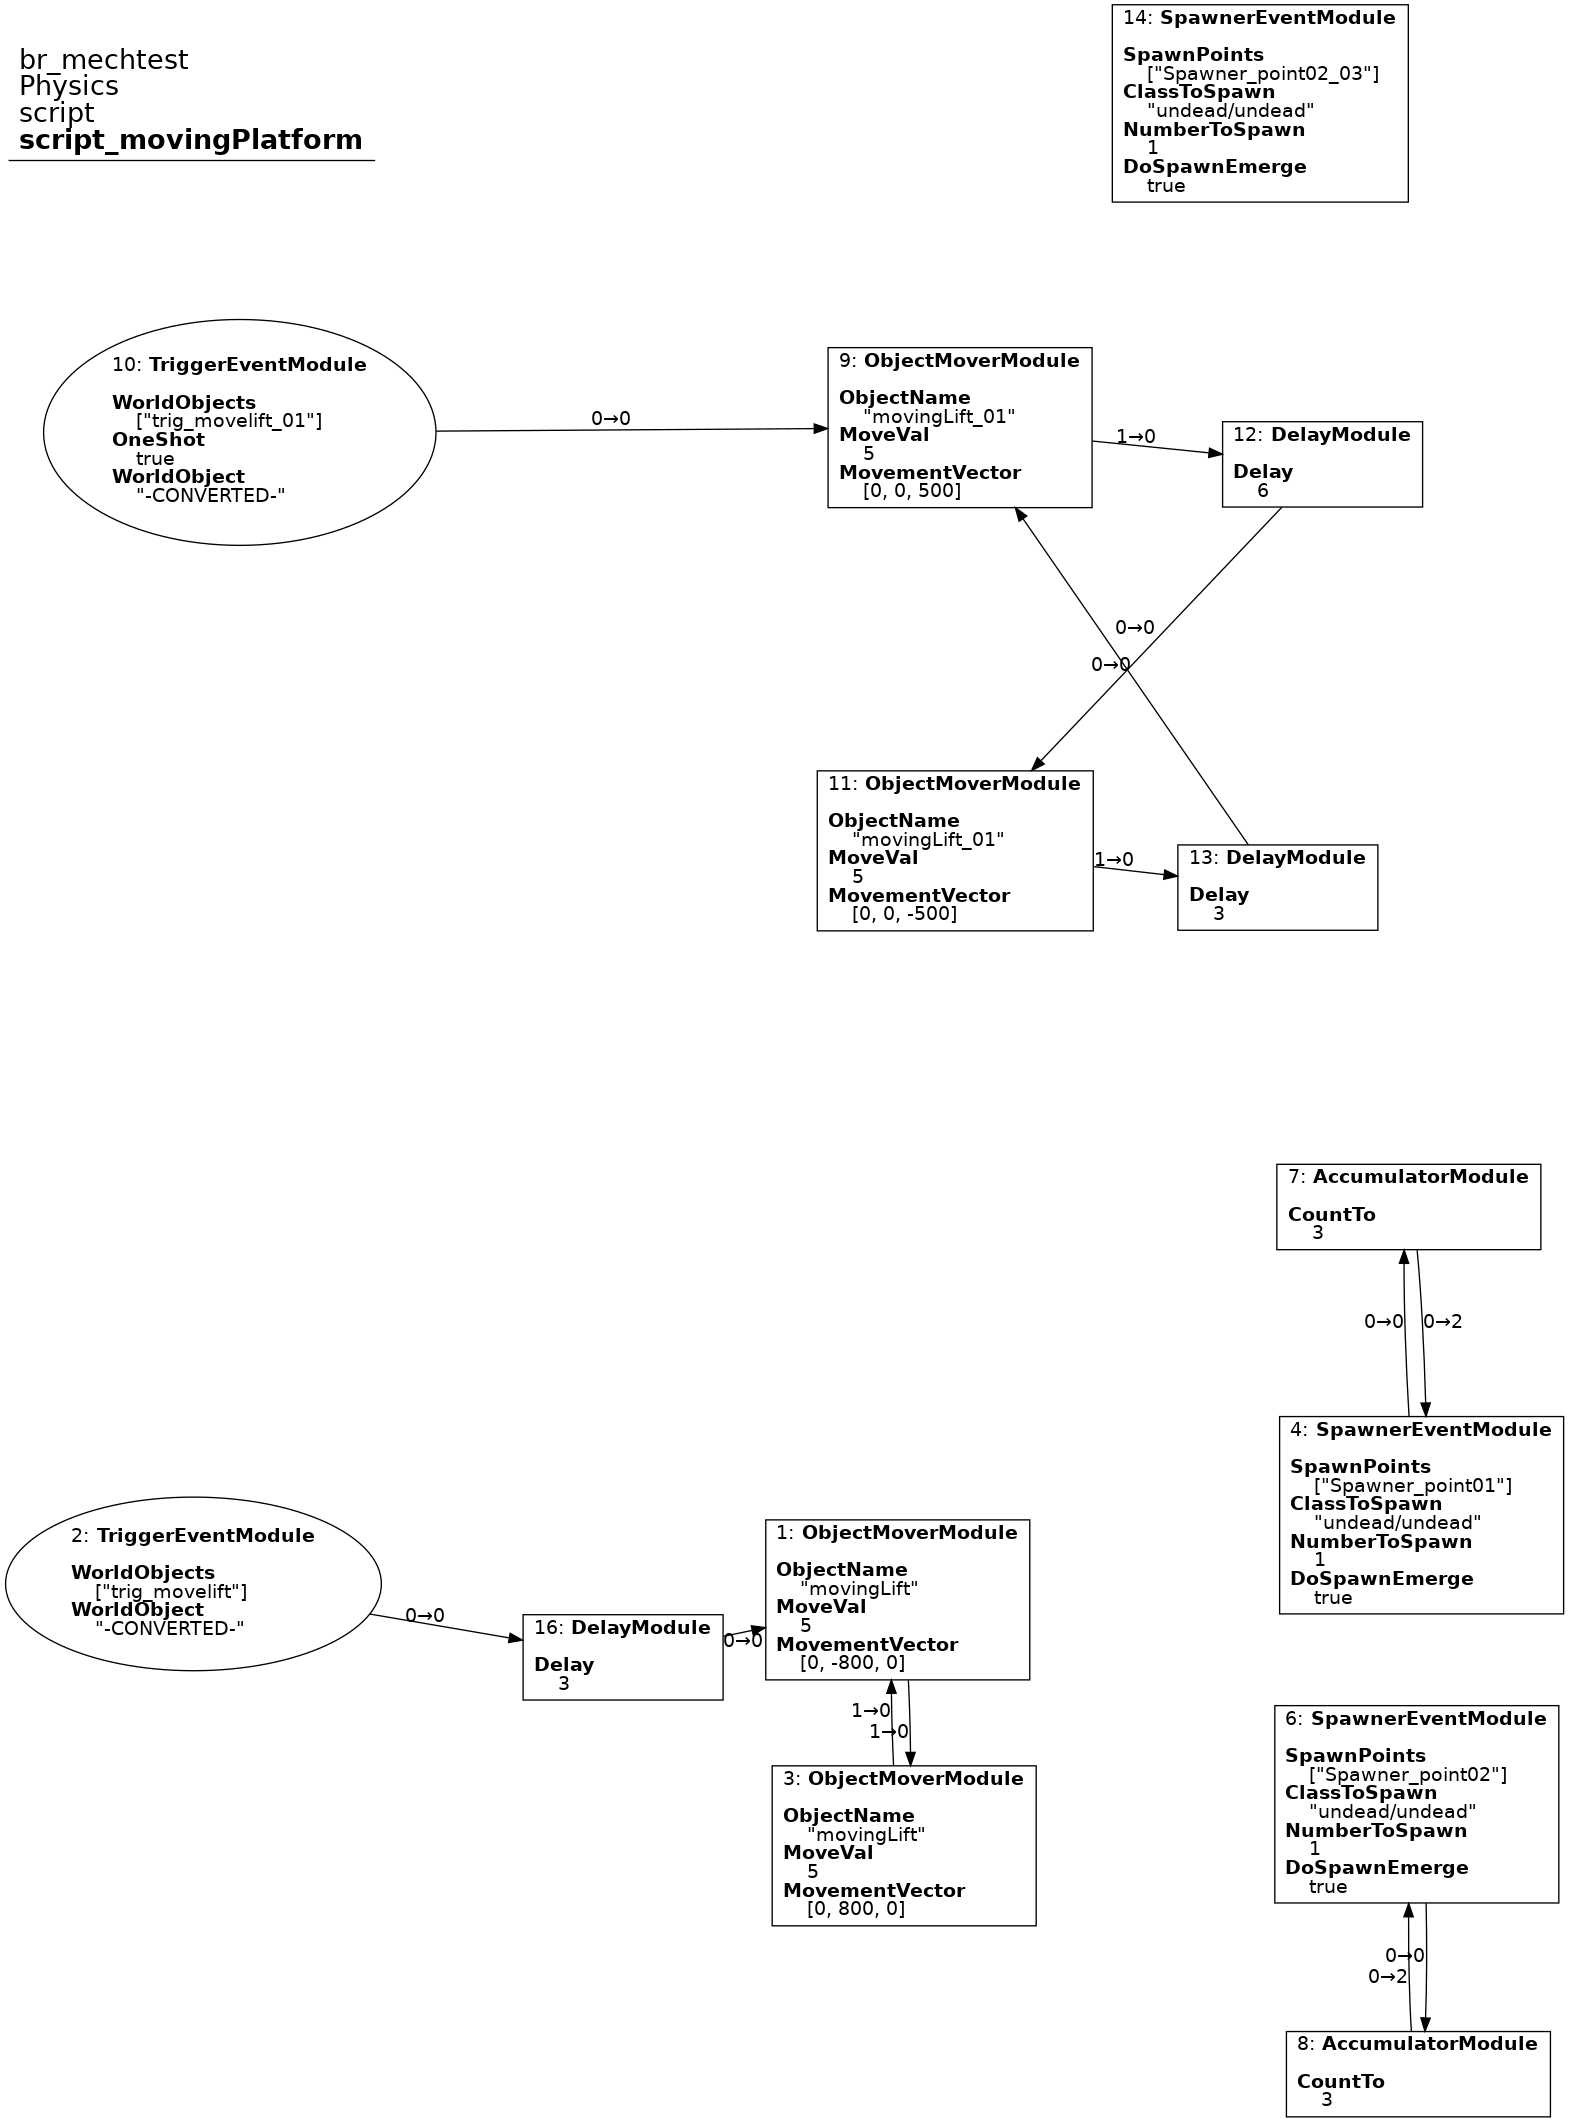 br_mechtest
Physics
script
script_movingPlatform
14: SpawnerEventModule
SpawnPoints
["Spawner_point02_03"]
ClassToSpawn
"undead/undead"
NumberToSpawn
1
DoSpawnEmerge
true
10: TriggerEventModule
WorldObjects
["trig_movelift_01"]
OneShot
true
WorldObject
"-CONVERTED-"
0→0
9: ObjectMoverModule
ObjectName
"movingLift_01"
MoveVal
5
MovementVector
[0, 0, 500]
1→0
12: DelayModule
Delay
6
0→0
0→0
11: ObjectMoverModule
ObjectName
"movingLift_01"
MoveVal
5
MovementVector
[0, 0, -500]
1→0
13: DelayModule
Delay
3
7: AccumulatorModule
CountTo
3
0→0
0→2
4: SpawnerEventModule
SpawnPoints
["Spawner_point01"]
ClassToSpawn
"undead/undead"
NumberToSpawn
1
DoSpawnEmerge
true
2: TriggerEventModule
WorldObjects
["trig_movelift"]
WorldObject
"-CONVERTED-"
0→0
16: DelayModule
Delay
3
0→0
1: ObjectMoverModule
ObjectName
"movingLift"
MoveVal
5
MovementVector
[0, -800, 0]
1→0
1→0
3: ObjectMoverModule
ObjectName
"movingLift"
MoveVal
5
MovementVector
[0, 800, 0]
6: SpawnerEventModule
SpawnPoints
["Spawner_point02"]
ClassToSpawn
"undead/undead"
NumberToSpawn
1
DoSpawnEmerge
true
0→0
0→2
8: AccumulatorModule
CountTo
3